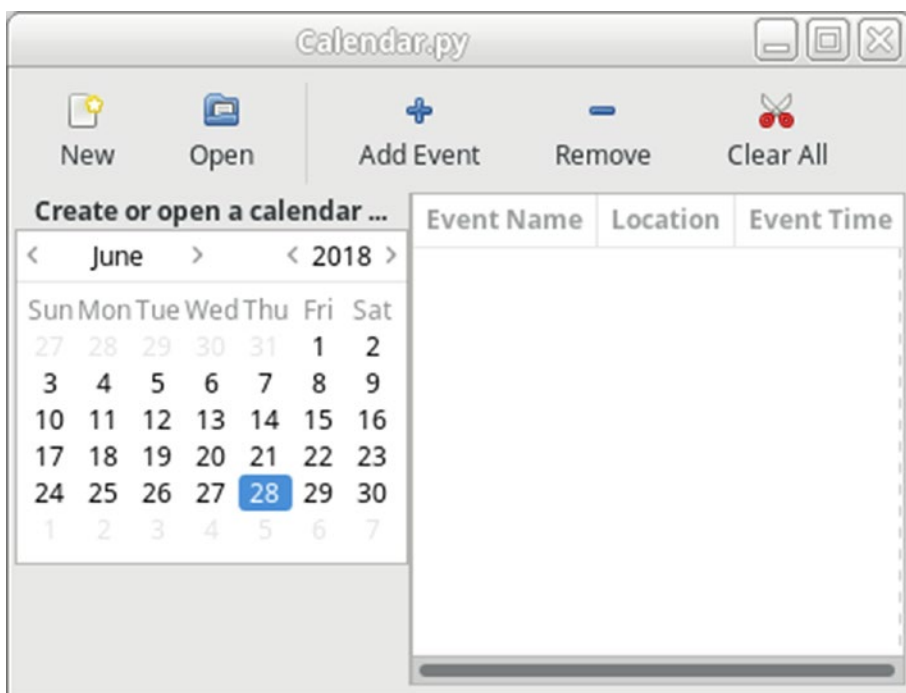 Calendar.py
New Open Add Event Remove Clear All
Create or open a calendar ...
< June > < 2018 >
Sun Mon Tue Wed Thu Fri Sat
27 28 29 30 31 1 2
3 4 5 6 7 8 9
10 11 12 13 14 15 16
17 18 19 20 21 22 23
24 25 26 27 28 29 30
1 2 3 4 5 6 7
Event Name Location Event Time